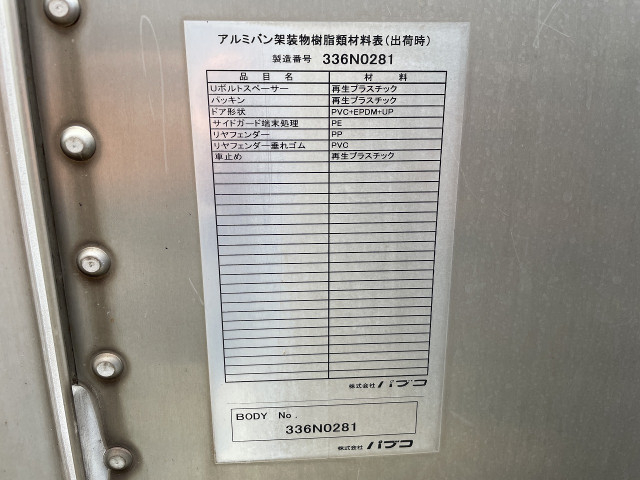 アルミバン架装物樹脂類材料表(出荷時)
製造番号 336N0281
品目名 材料
Uボルトスペーサー 再生プラスチック
パッキン 再生プラスチック
ドア形状 PVC+EPDM+UP
サイドガード端末処理 PE
リヤフェンダー PP
リヤフェンダー垂れゴム PVC
車止め 再生プラスチック
株式会社 パブコ
BODY No.
336N0281
株式会社 パブコ